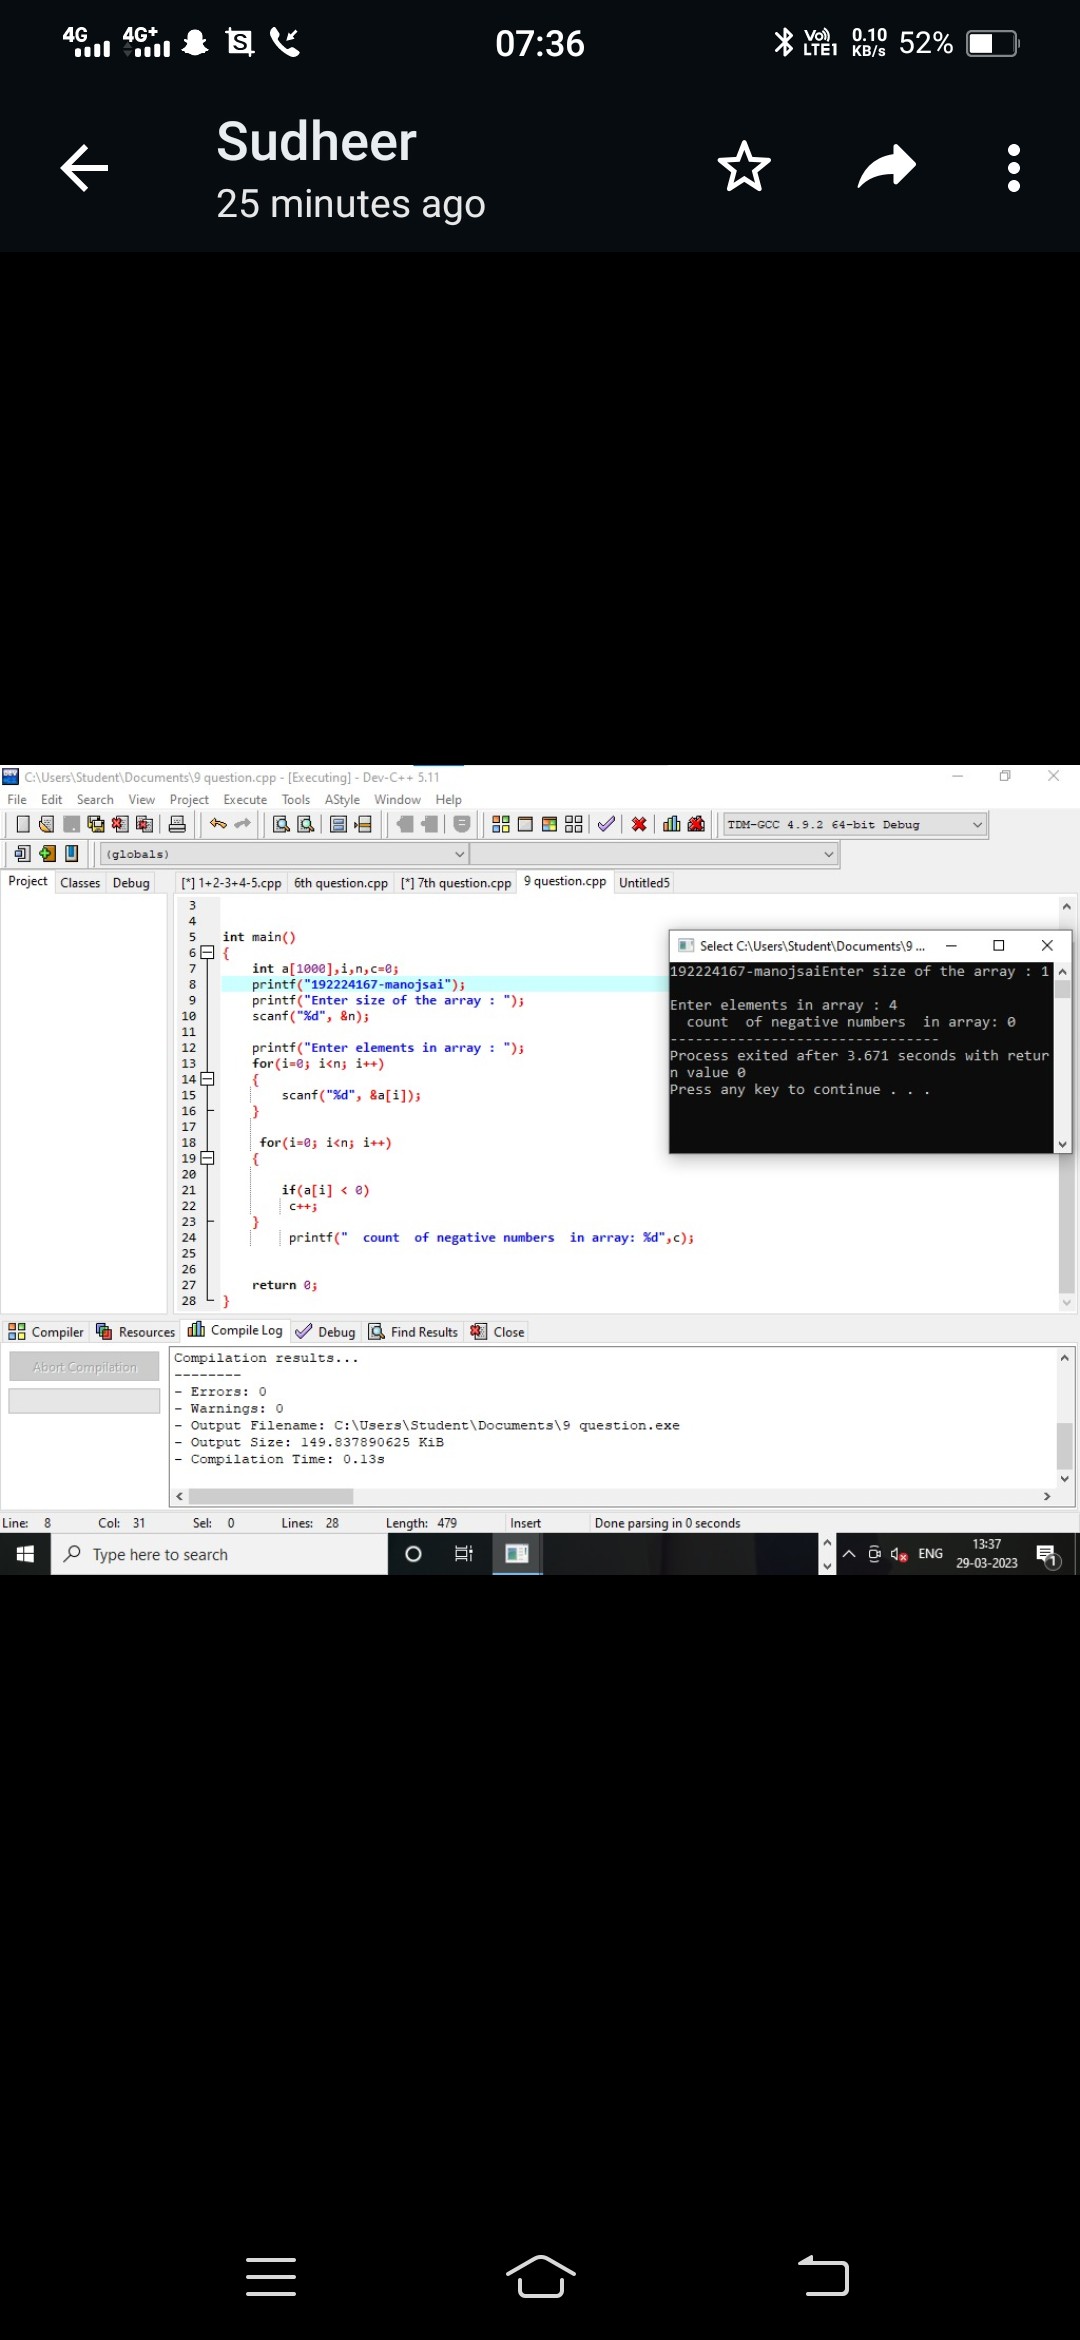 4G 4G+ 07:36 Vo) LTE1 0.10 KB/s 52%
Sudheer
25 minutes ago
C:\Users\Student\Documents\9 question.cpp - [Executing] - Dev-C++ 5.11
File Edit Search View Project Execute Tools AStyle Window Help
TDM-GCC 4.9.2 64-bit Debug
(globals)
Project Classes Debug [*] 1+2-3+4-5.cpp 6th question.cpp [*] 7th question.cpp 9 question.cpp Untitled5
3
4
5 int main()
6 {
7 int a[1000],i,n,c=0;
8 printf("192224167-manojsai");
9 printf("Enter size of the array : ");
10 scanf("%d", &n);
11
12 printf("Enter elements in array : ");
13 for(i=0; i<n; i++)
14 {
15 scanf("%d", &a[i]);
16 }
17
18 for(i=0; i<n; i++)
19 {
20
21 if(a[i] < 0)
22 c++;
23 }
24 printf("  count  of negative numbers  in array: %d",c);
25
26
27 return 0;
28 }
Select C:\Users\Student\Documents\9 ...
192224167-manojsaiEnter size of the array : 1
Enter elements in array : 4
count  of negative numbers  in array: 0
--------------------------------
Process exited after 3.671 seconds with retur
n value 0
Press any key to continue . . .
Compiler Resources Compile Log Debug Find Results Close
Abort Compilation
Compilation results...
--------
- Errors: 0
- Warnings: 0
- Output Filename: C:\Users\Student\Documents\9 question.exe
- Output Size: 149.837890625 KiB
- Compilation Time: 0.13s
Line: 8 Col: 31 Sel: 0 Lines: 28 Length: 479 Insert Done parsing in 0 seconds
Type here to search ENG 13:37
29-03-2023 1